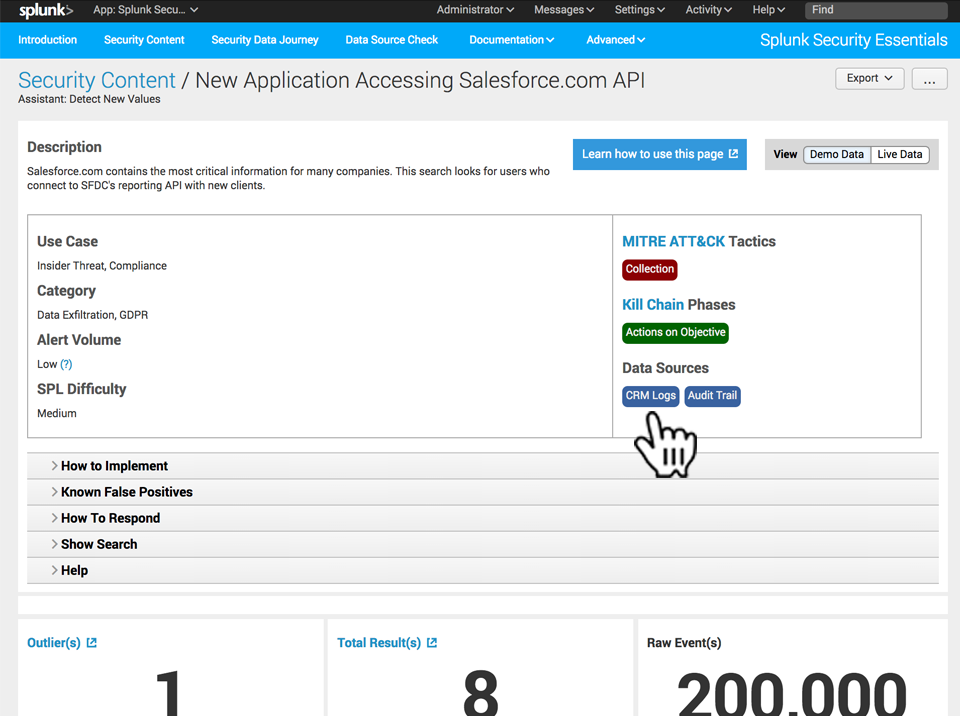 splunk> App: Splunk Secu... Administrator Messages Settings Activity Help Find
Introduction Security Content Security Data Journey Data Source Check Documentation Advanced Splunk Security Essentials
Security Content / New Application Accessing Salesforce.com API Export ...
Assistant: Detect New Values
Description
Learn how to use this page View Demo Data Live Data
Salesforce.com contains the most critical information for many companies. This search looks for users who
connect to SFDC's reporting API with new clients.
Use Case
Insider Threat, Compliance
Category
Data Exfiltration, GDPR
Alert Volume
Low (?)
SPL Difficulty
Medium
MITRE ATT&CK Tactics
Collection
Kill Chain Phases
Actions on Objective
Data Sources
CRM Logs Audit Trail
How to Implement
Known False Positives
How To Respond
Show Search
Help
Outlier(s) Total Result(s) Raw Event(s)
1 8 200,000